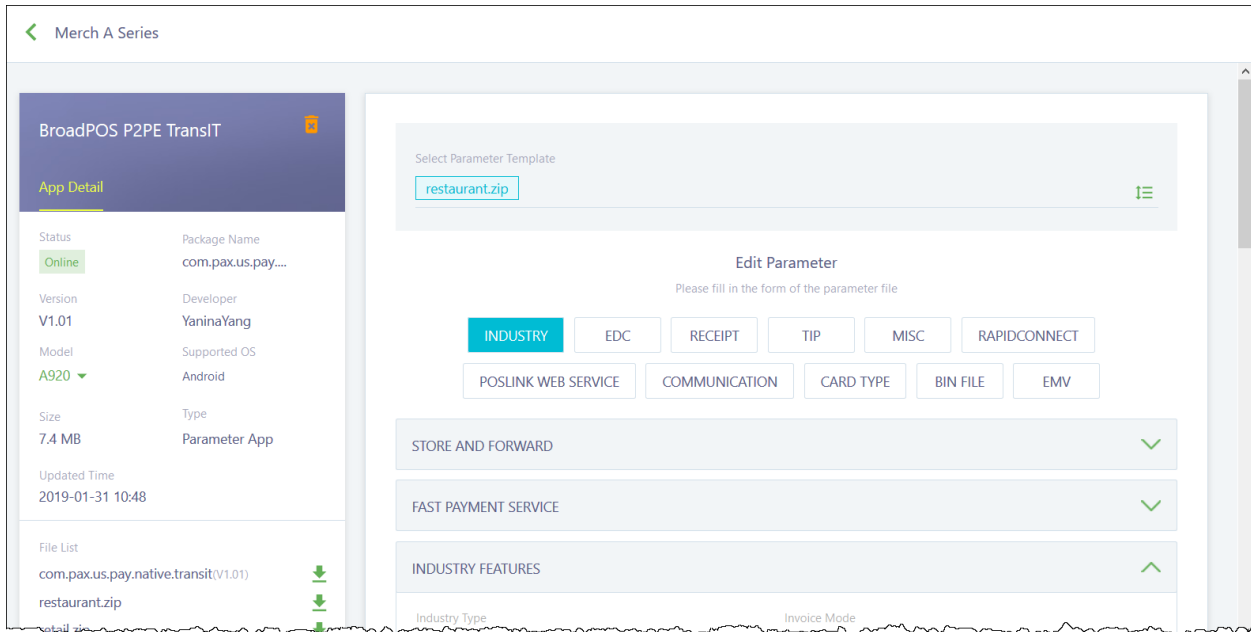 Merch A Series
BroadPOS P2PE TransIT
App Detail
Status
Online
Package Name
com.pax.us.pay....
Version
V1.01
Developer
YaninaYang
Model
A920
Supported OS
Android
Size
7.4 MB
Type
Parameter App
Updated Time
2019-01-31 10:48
File List
com.pax.us.pay.native.transit(V1.01)
restaurant.zip
retail.zip
Select Parameter Template
restaurant.zip
Edit Parameter
Please fill in the form of the parameter file
INDUSTRY EDC RECEIPT TIP MISC RAPIDCONNECT
POSLINK WEB SERVICE COMMUNICATION CARD TYPE BIN FILE EMV
STORE AND FORWARD
FAST PAYMENT SERVICE
INDUSTRY FEATURES
Industry Type Invoice Mode